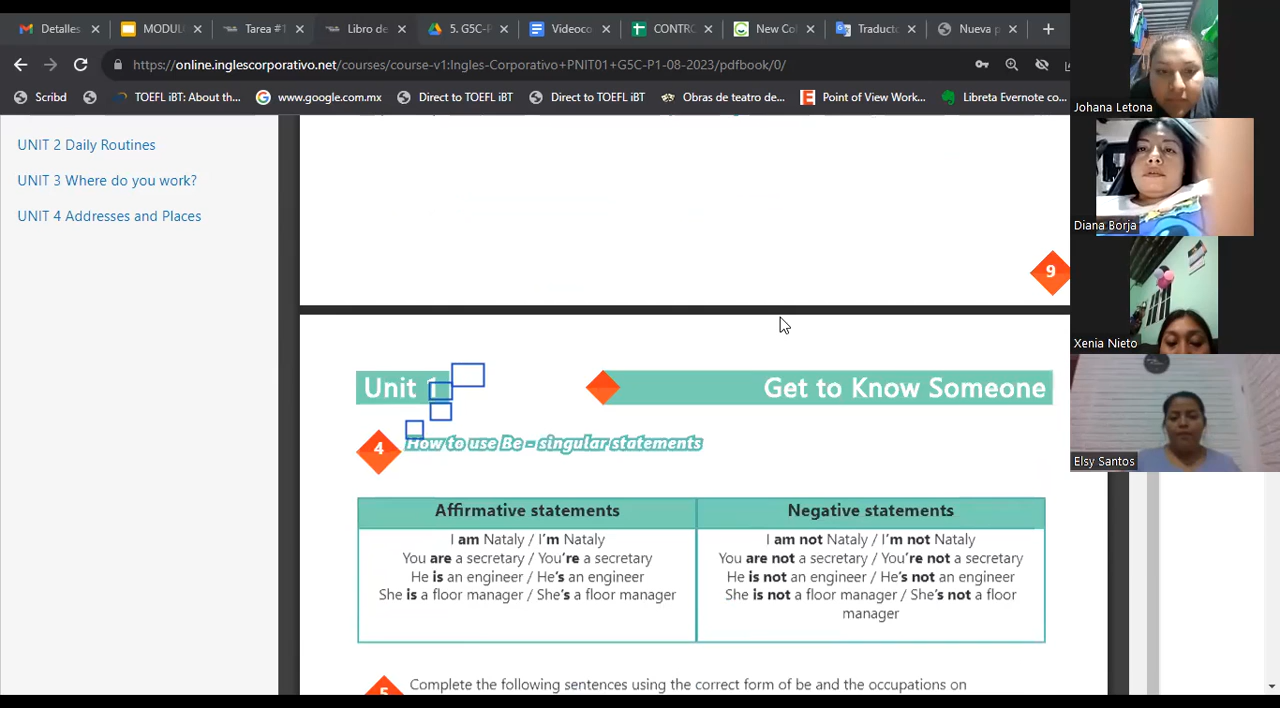 Detalles
MODUL
Tarea #1
Libro de
G5C
Videoc
CONTRO
New Col
Traduct
Nueva p
https://online.inglescorporativo.net/courses/course-v1:Ingles-Corporativo+PNIT01+G5C-P1-08-2023/pdfbook/0/
Scribd
TOEFL iBT: About th...
www.google.com.mx
Direct to TOEFL iBT
Direct to TOEFL iBT
Obras de teatro de...
Point of View Work...
Libreta Evernote co...
UNIT 2 Daily Routines
UNIT 3 Where do you work?
UNIT 4 Addresses and Places
9
Unit 1
Get to Know Someone
4
How to use Be - singular statements
Affirmative statements
I am Nataly / I'm Nataly
You are a secretary / You're a secretary
He is an engineer / He's an engineer
She is a floor manager / She's a floor manager
Negative statements
I am not Nataly / I'm not Nataly
You are not a secretary / You're not a secretary
He is not an engineer / He's not an engineer
She is not a floor manager / She's not a floor
manager
5
Complete the following sentences using the correct form of be and the occupations on
Johana Letona
Diana Borja
Xenia Nieto
Elsy Santos